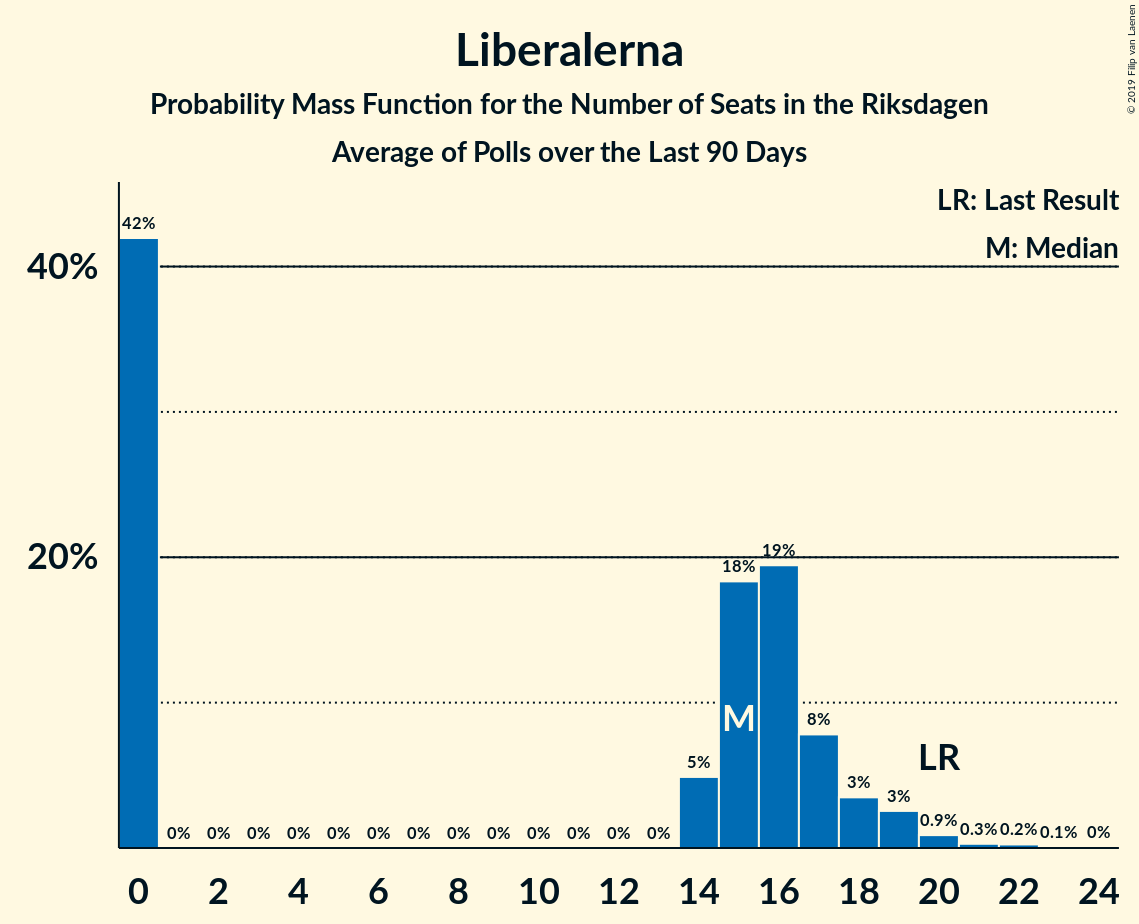 Liberalerna
Probability Mass Function for the Number of Seats in the Riksdagen
Average of Polls over the Last 90 Days
© 2019 Filip van Laenen
LR: Last Result
M: Median
42%
40%
20%
19%
18%
M
8%
LR
5%
3%
3%
0.9%
0% 0% 0% 0% 0% 0% 0% 0% 0% 0% 0% 0% 0%
0.3% 0.2% 0.1% 0%
0 2 4 6 8 10 12 14 16 18 20 22 24